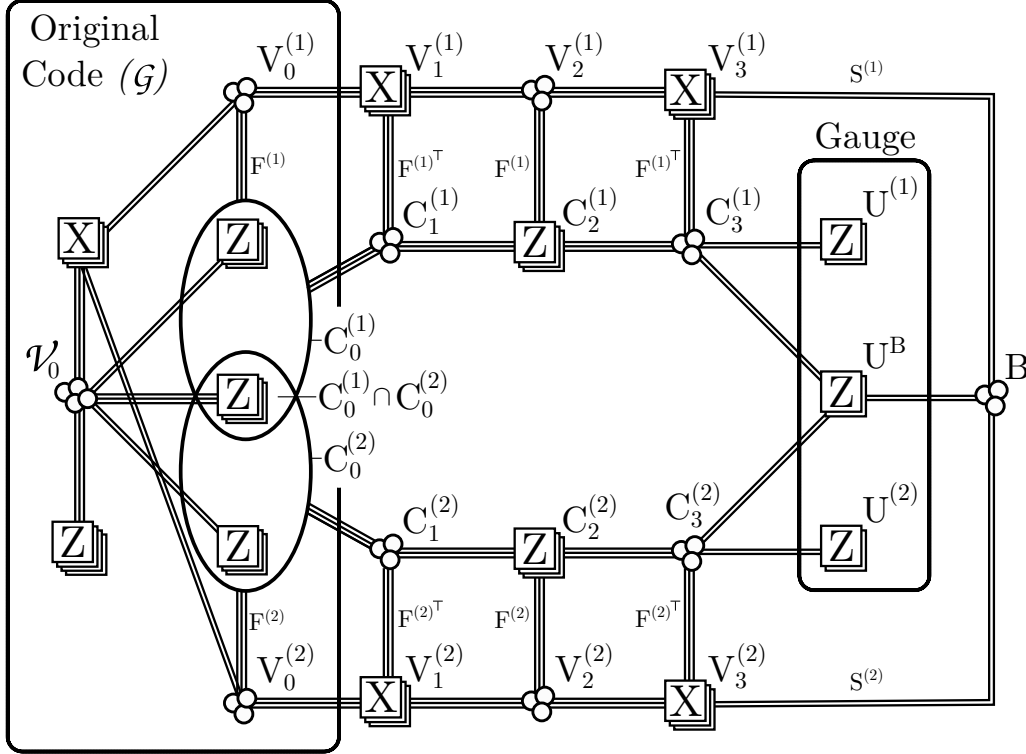 Original
Code (𝒢)
V₀⁽¹⁾ V₁⁽¹⁾ V₂⁽¹⁾ V₃⁽¹⁾
X X S⁽¹⁾
Gauge
F⁽¹⁾ F⁽¹⁾ᵀ F⁽¹⁾ F⁽¹⁾ᵀ
C₁⁽¹⁾ C₂⁽¹⁾ C₃⁽¹⁾ U⁽¹⁾
X Z Z Z
C₀⁽¹⁾
𝒱₀ Uᴮ B
Z C₀⁽¹⁾ ∩ C₀⁽²⁾ Z
C₀⁽²⁾
C₁⁽²⁾ C₂⁽²⁾ C₃⁽²⁾ U⁽²⁾
Z Z Z Z
F⁽²⁾ F⁽²⁾ᵀ F⁽²⁾ F⁽²⁾ᵀ
V₀⁽²⁾ V₁⁽²⁾ V₂⁽²⁾ V₃⁽²⁾
X X S⁽²⁾